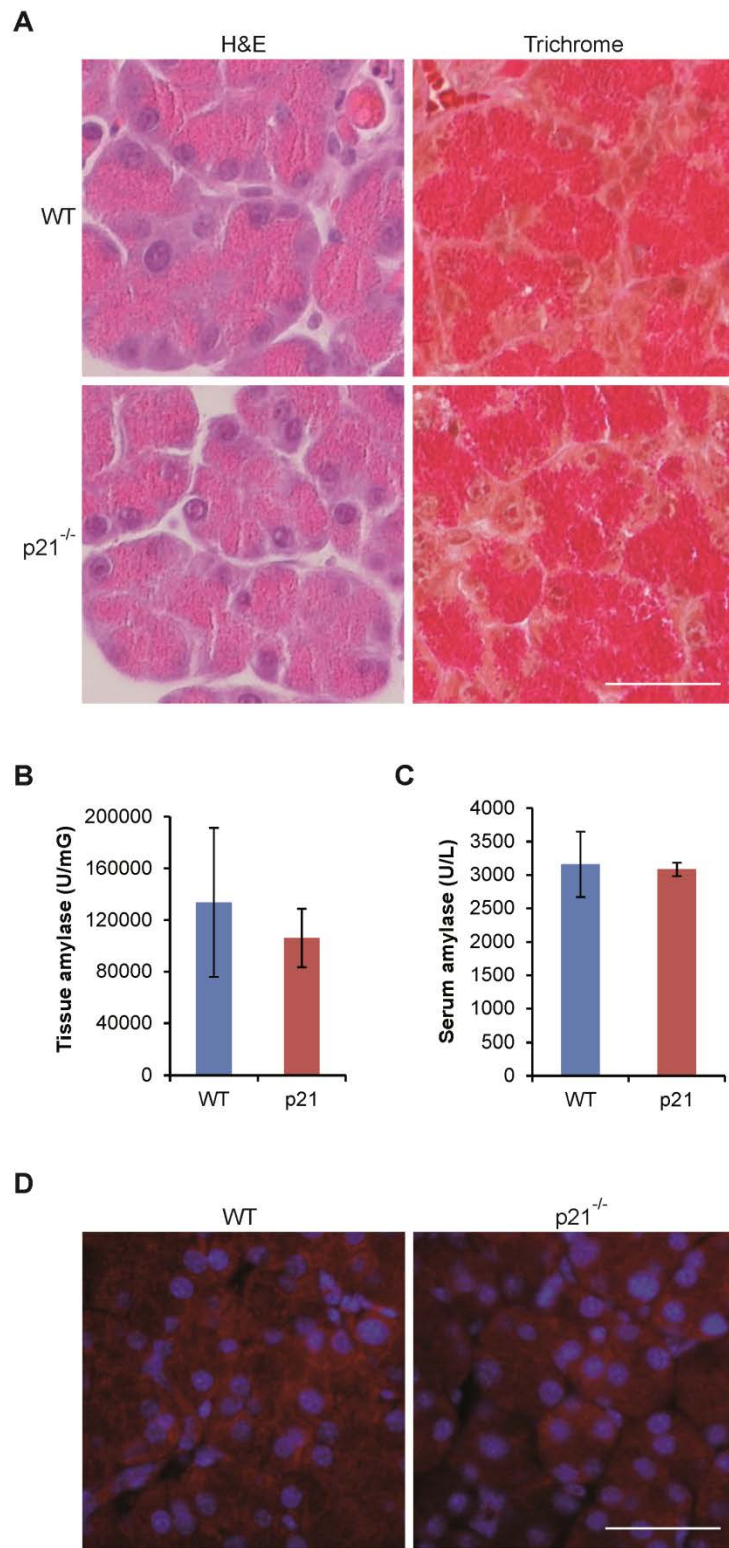 A
H&E Trichrome
WT
p21-/-
B
Tissue amylase (U/mG)
200000
160000
120000
80000
40000
0
WT p21
C
Serum amylase (U/L)
4000
3500
3000
2500
2000
1500
1000
500
0
WT p21
D
WT p21-/-